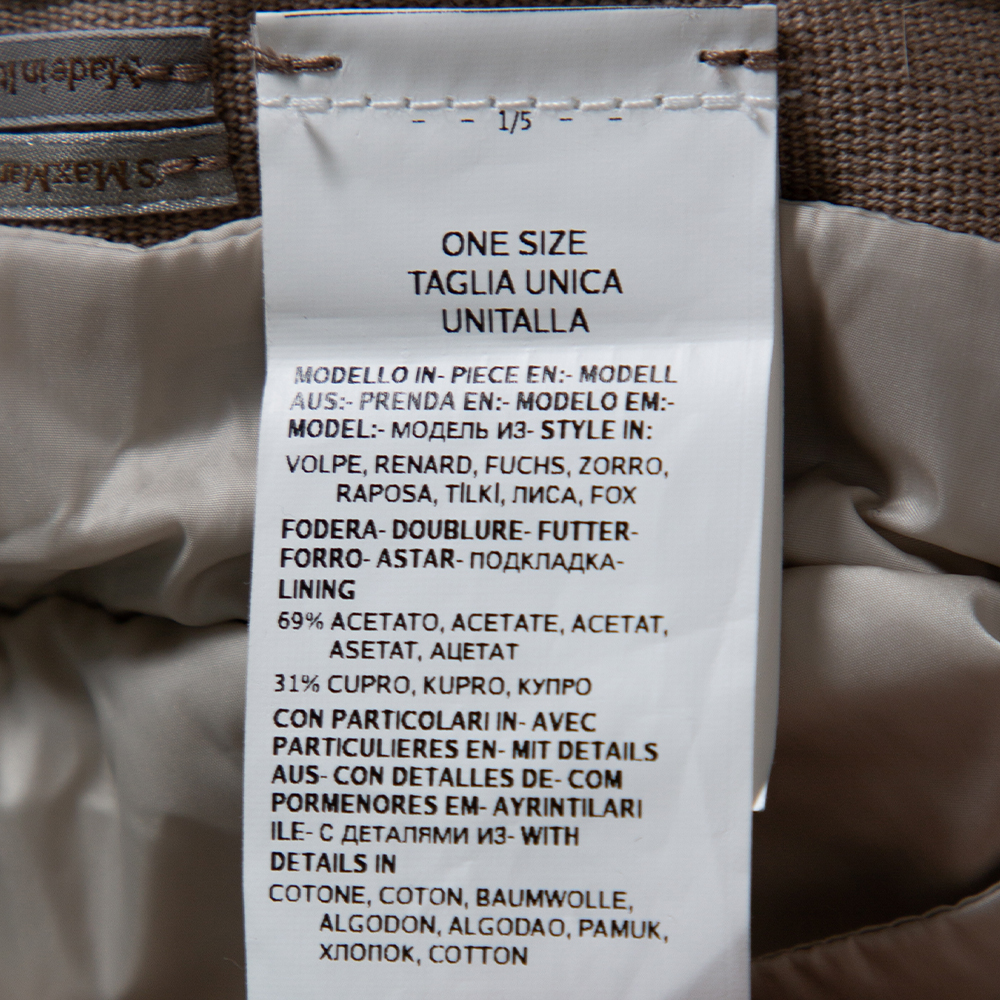 Made in
S MaxMar
- - 1/5 - -
ONE SIZE
TAGLIA UNICA
UNITALLA
MODELLO IN- PIECE EN:- MODELL
AUS:- PRENDA EN:- MODELO EM:-
MODEL:- МОДЕЛЬ ИЗ- STYLE IN:
VOLPE, RENARD, FUCHS, ZORRO,
RAPOSA, TİLKİ, ЛИСА, FOX
FODERA- DOUBLURE- FUTTER-
FORRO- ASTAR- ПОДКЛАДКА-
LINING
69% ACETATO, ACETATE, ACETAT,
ASETAT, АЦЕТАТ
31% CUPRO, KUPRO, КУПРО
CON PARTICOLARI IN- AVEC
PARTICULIERES EN- MIT DETAILS
AUS- CON DETALLES DE- COM
PORMENORES EM- AYRINTILARI
ILE- С ДЕТАЛЯМИ ИЗ- WITH
DETAILS IN
COTONE, COTON, BAUMWOLLE,
ALGODON, ALGODAO, PAMUK,
ХЛОПОК, COTTON